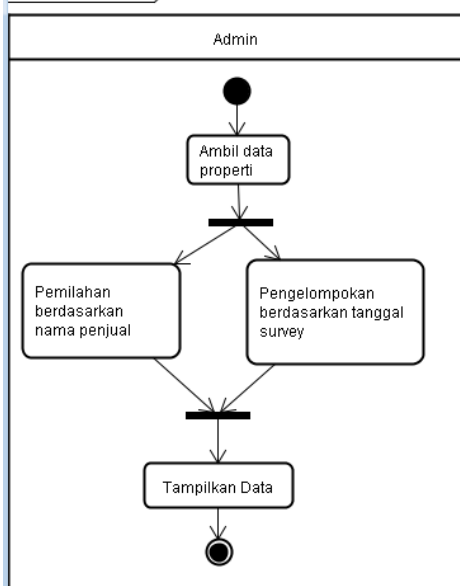 Admin
Ambil data
properti
Pemilahan
berdasarkan
nama penjual
Pengelompokan
berdasarkan tanggal
survey
Tampilkan Data